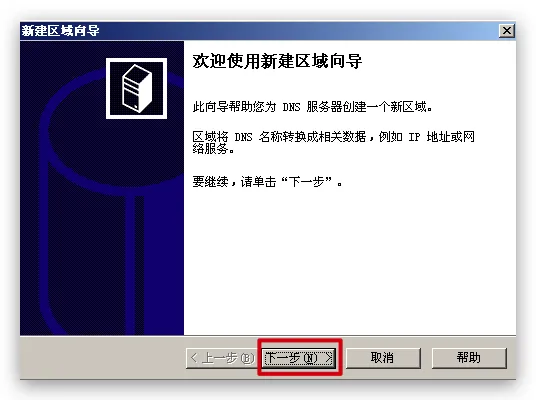 新建区域向导
欢迎使用新建区域向导
此向导帮助您为 DNS 服务器创建一个新区域。
区域将 DNS 名称转换成相关数据，例如 IP 地址或网
络服务。
要继续，请单击“下一步”。
< 上一步(B) 下一步(N) > 取消 帮助